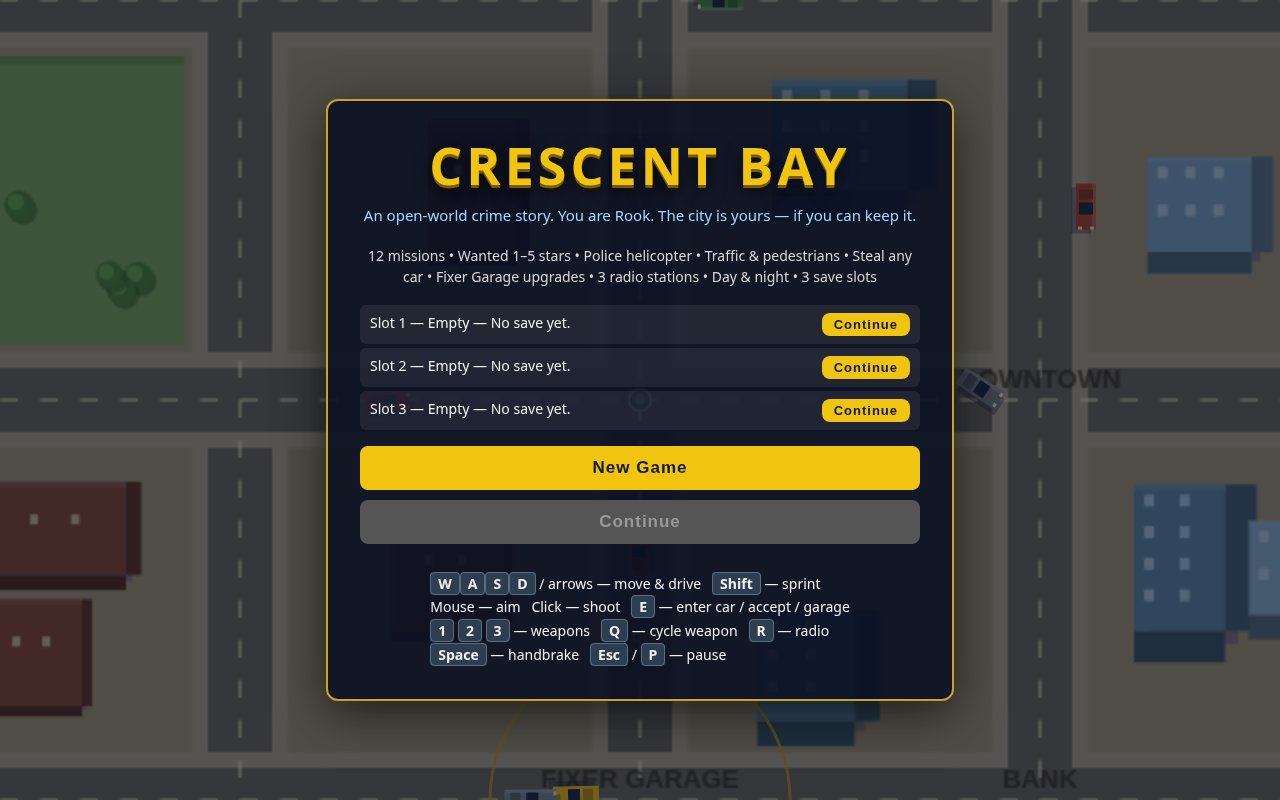 CRESCENT BAY
An open-world crime story. You are Rook. The city is yours — if you can keep it.
12 missions • Wanted 1–5 stars • Police helicopter • Traffic & pedestrians • Steal any
car • Fixer Garage upgrades • 3 radio stations • Day & night • 3 save slots
Slot 1 — Empty — No save yet. Continue
Slot 2 — Empty — No save yet. Continue
Slot 3 — Empty — No save yet. Continue
OWNTOWN
New Game
Continue
W A S D / arrows — move & drive Shift — sprint
Mouse — aim Click — shoot E — enter car / accept / garage
1 2 3 — weapons Q — cycle weapon R — radio
Space — handbrake Esc / P — pause
FIXER GARAGE
BANK